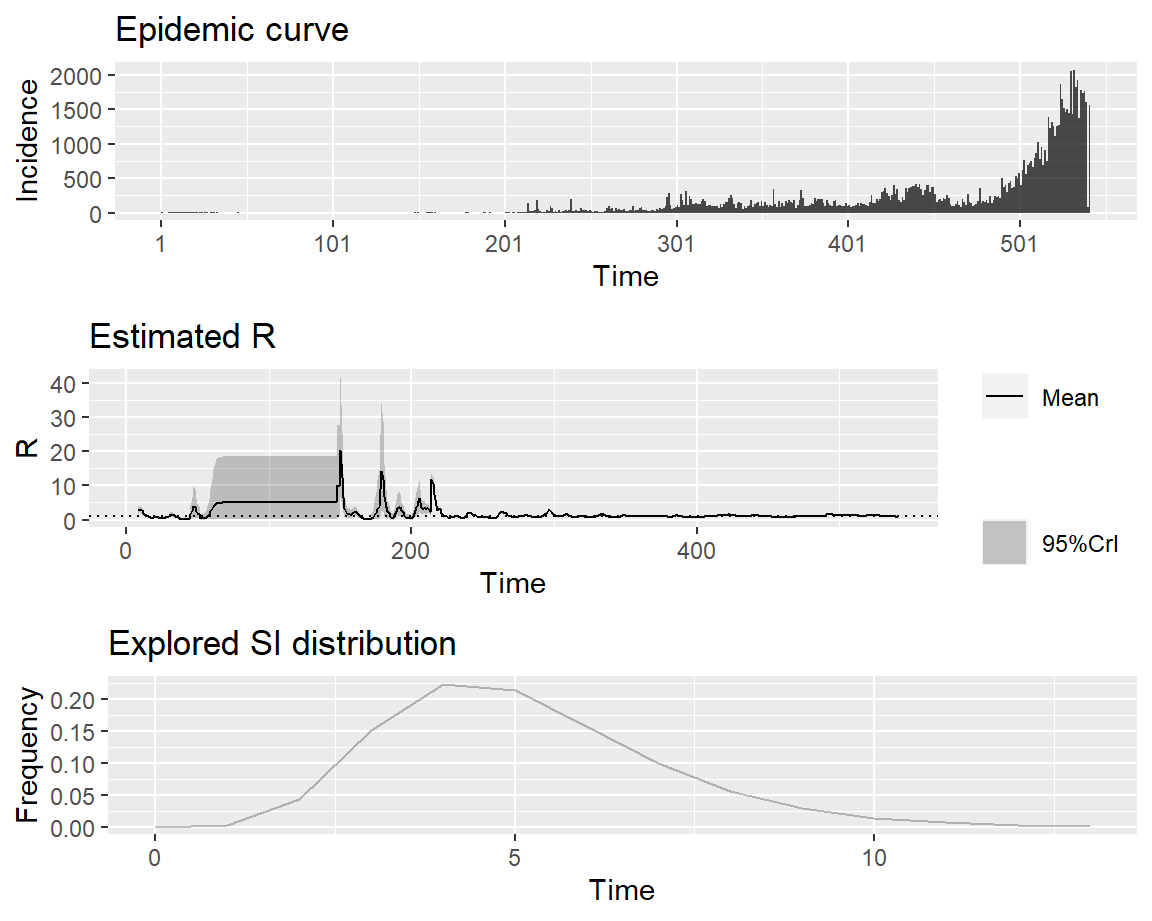 Epidemic curve
Incidence
2000
1500
1000
500
0
1 101 201 301 401 501
Time
Estimated R
R
40
30
20
10
0
0 200 400
Time
Mean
95%CrI
Explored SI distribution
Frequency
0.20
0.15
0.10
0.05
0.00
0 5 10
Time